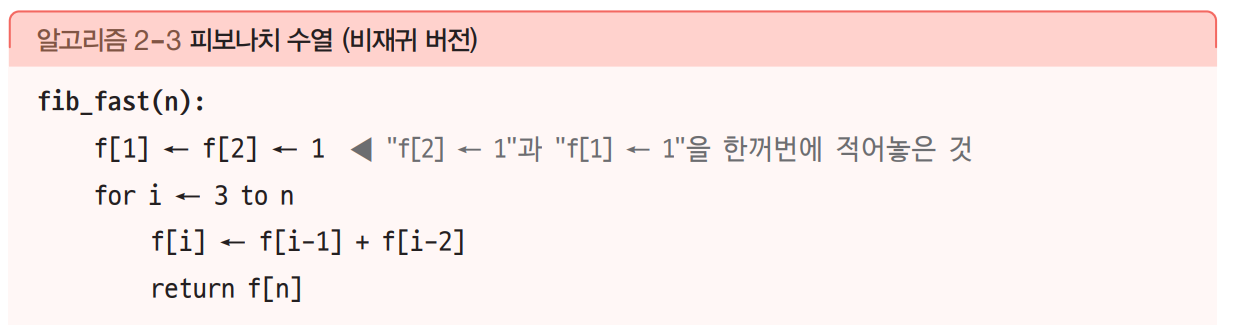 알고리즘 2-3 피보나치 수열 (비재귀 버전)
fib_fast(n):
f[1] ← f[2] ← 1 ◀ "f[2] ← 1"과 "f[1] ← 1"을 한꺼번에 적어놓은 것
for i ← 3 to n
f[i] ← f[i-1] + f[i-2]
return f[n]